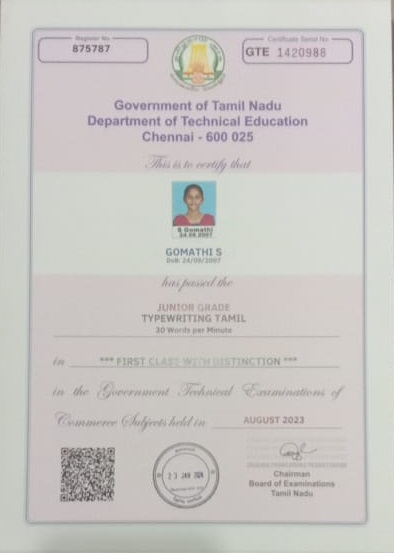 Register No
875787
Certificate Serial No
GTE 1420988
Government of Tamil Nadu
Department of Technical Education
Chennai - 600 025
This is to certify that
S Gomathi
24.09.2007
GOMATHI S
DoB: 24/09/2007
has passed the
JUNIOR GRADE
TYPEWRITING TAMIL
30 Words per Minute
in *** FIRST CLASS WITH DISTINCTION ***
in the Government Technical Examinations of
Commerce Subjects held in AUGUST 2023
23 JAN 2024
Chairman
Board of Examinations
Tamil Nadu